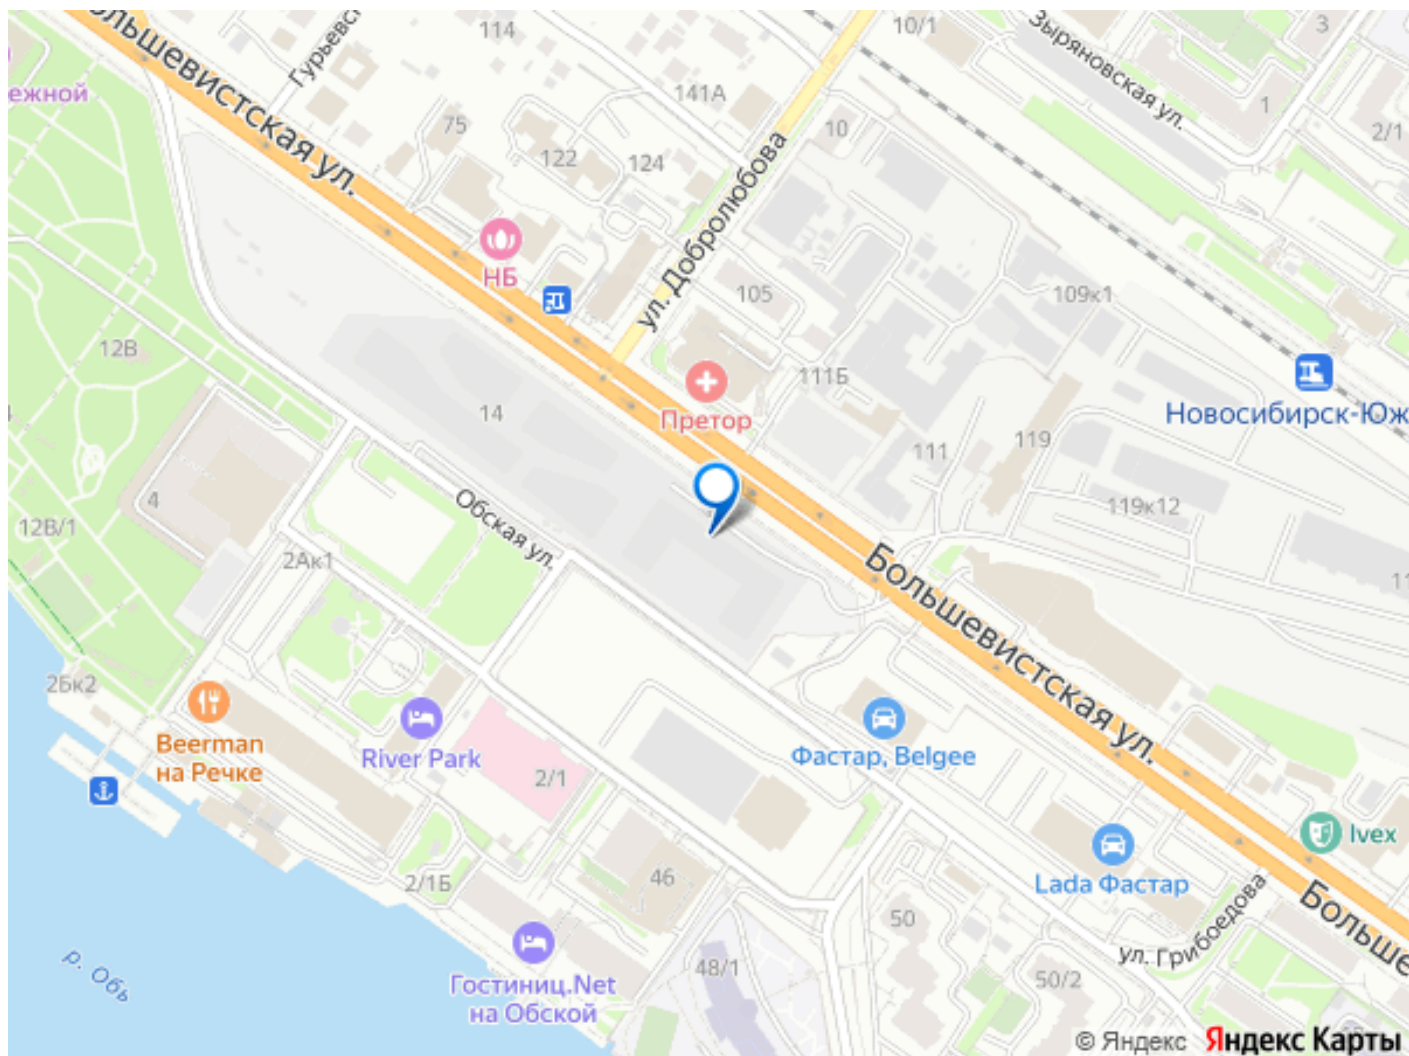 ольшевистская ул.
Гурьевс
114
10/1
Зыряновская ул.
3
ежной
141А
1
75
10
2/1
122
124
ул. Добролюбова
НБ
105
109к1
12В
111Б
14
Претор
Новосибирск-Юж
119
111
4
Обская ул.
119к12
12В/1
2Ак1
Большевистская ул.
11
2Бк2
Beerman
на Речке
River Park
Фастар, Belgee
2/1
Ivex
46
2/1Б
Lada Фастар
50
Больше
ул. Грибоедова
р. Обь
Гостиниц.Net
на Обской
48/1
50/2
© Яндекс
Яндекс Карты